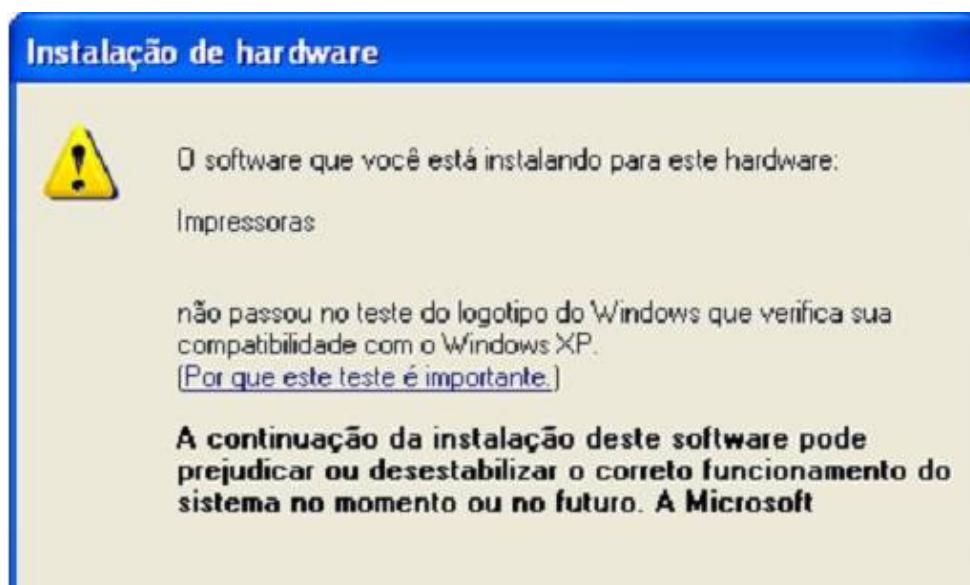 Instalação de hardware
O software que você está instalando para este hardware:
Impressoras
não passou no teste do logotipo do Windows que verifica sua
compatibilidade com o Windows XP.
(Por que este teste é importante.)
A continuação da instalação deste software pode
prejudicar ou desestabilizar o correto funcionamento do
sistema no momento ou no futuro. A Microsoft